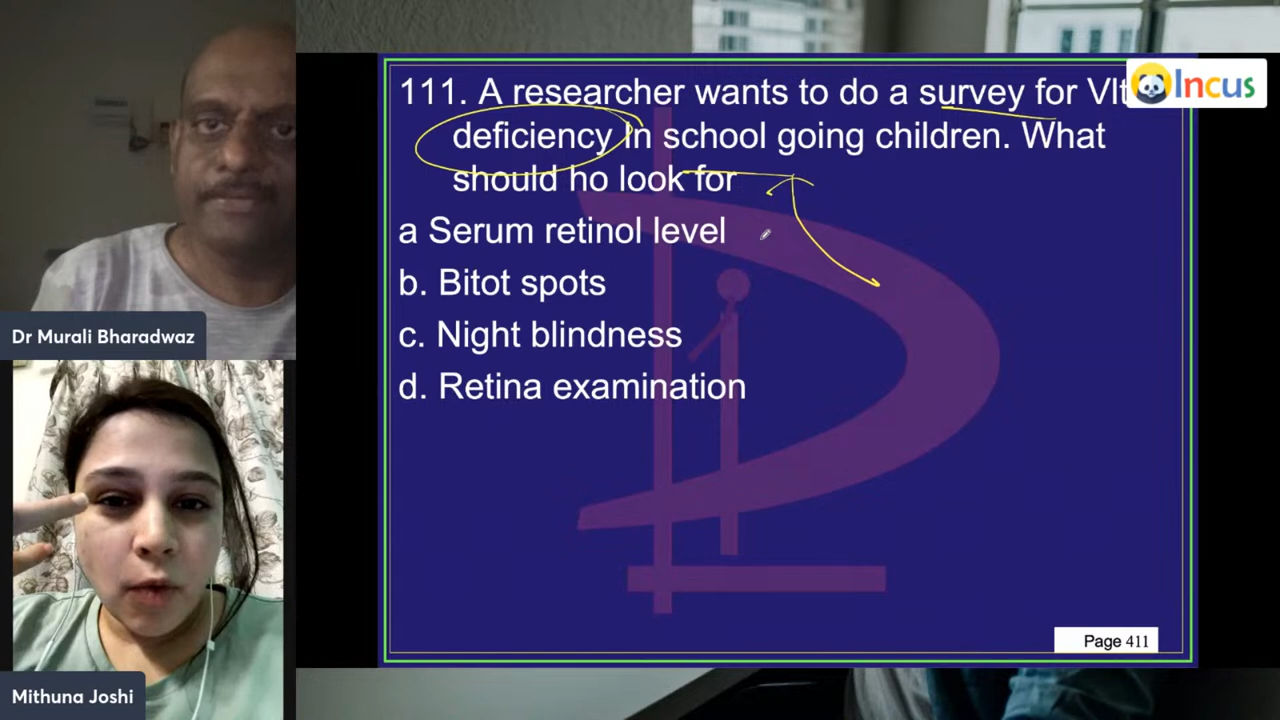 Incus
111. A researcher wants to do a survey for VIt
deficiency In school going children. What
should ho look for
a Serum retinol level
b. Bitot spots
c. Night blindness
d. Retina examination
Dr Murali Bharadwaz
Mithuna Joshi
Page 411